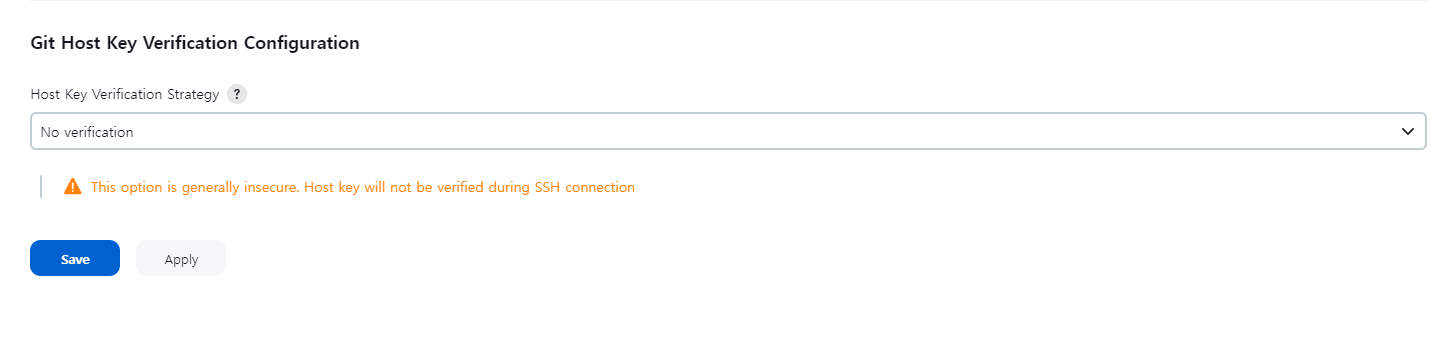 Git Host Key Verification Configuration
Host Key Verification Strategy ?
No verification
This option is generally insecure. Host key will not be verified during SSH connection
Save Apply